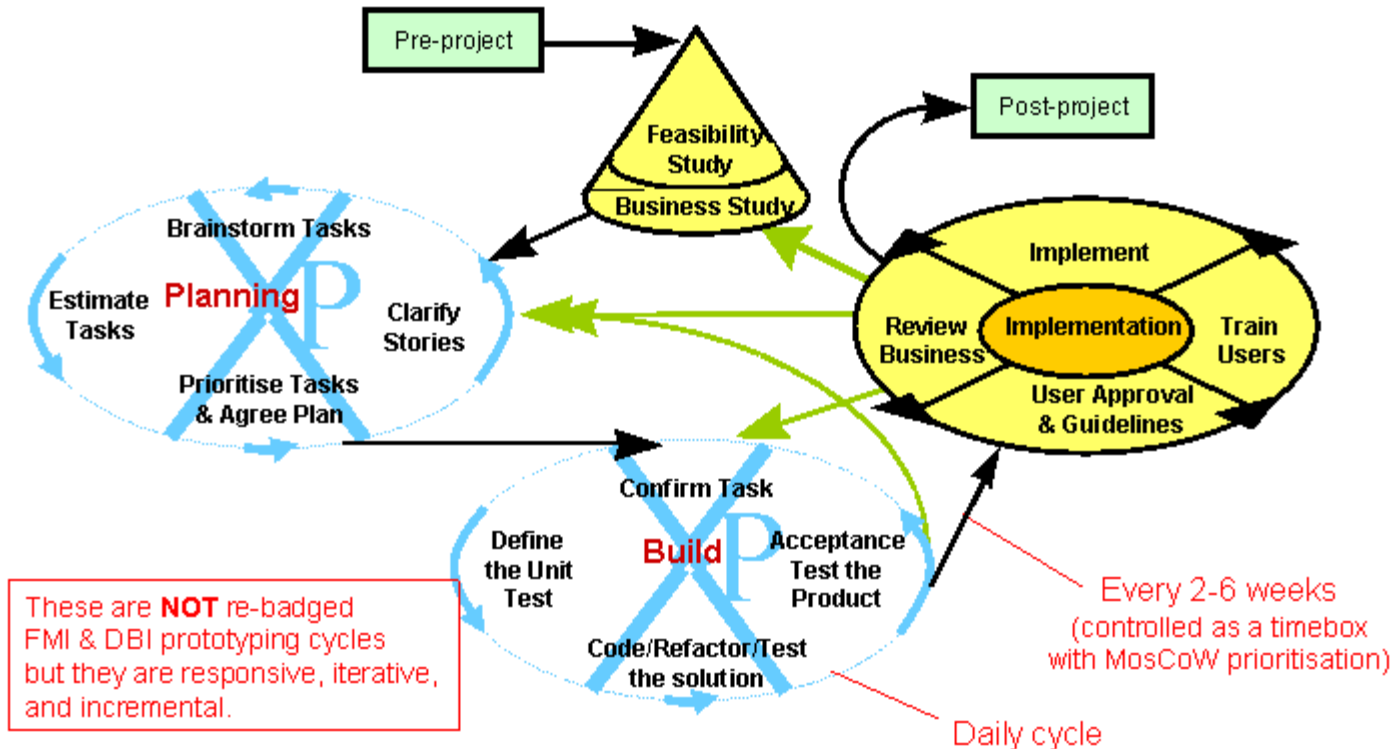 Pre-project
Feasibility
Study
Business Study
Post-project
Brainstorm Tasks
Estimate
Tasks
XP
Planning
Clarify
Stories
Prioritise Tasks
& Agree Plan
Implement
Review
Business
Implementation
Train
Users
User Approval
& Guidelines
Confirm Task
Define
the Unit
Test
XP
Build
Acceptance
Test the
Product
Code/Refactor/Test
the solution
These are NOT re-badged
FMI & DBI prototyping cycles
but they are responsive, iterative,
and incremental.
Every 2-6 weeks
(controlled as a timebox
with MosCoW prioritisation)
Daily cycle